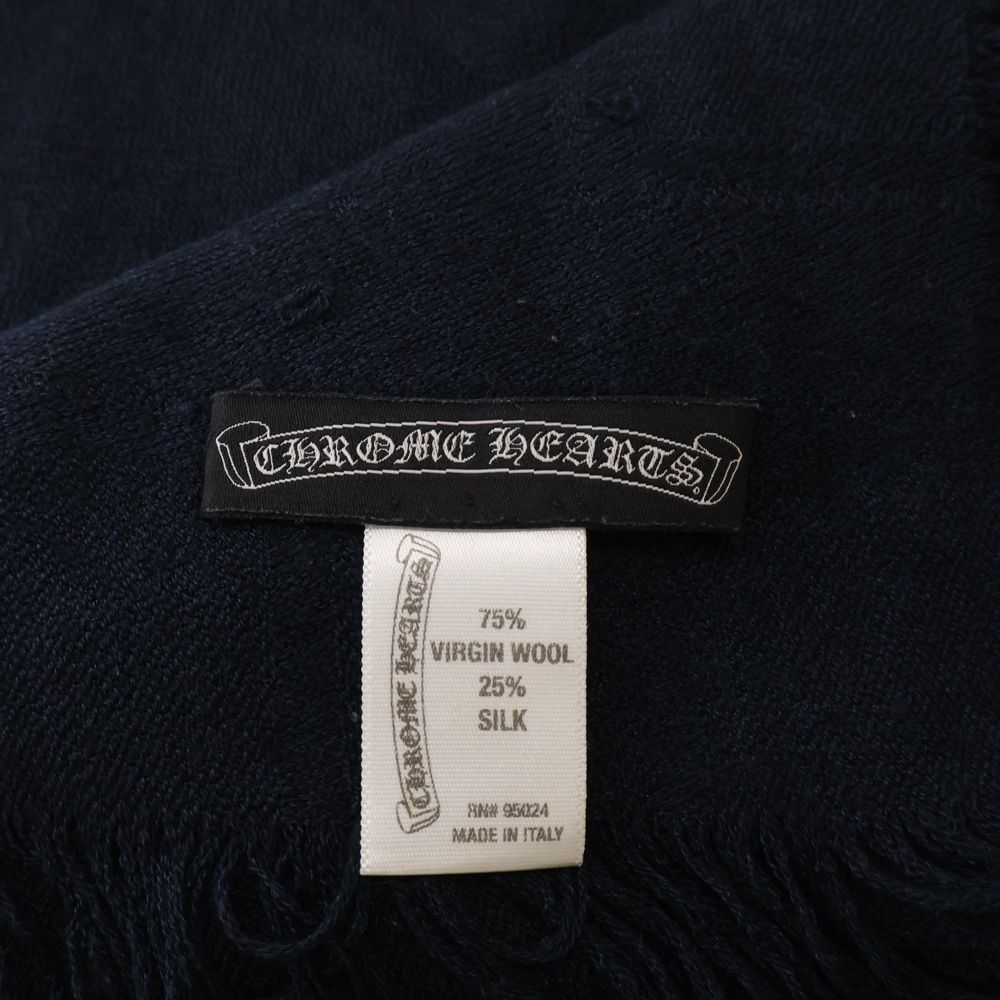 CHROME HEARTS
CHROME HEARTS
75%
VIRGIN WOOL
25%
SILK
RN# 95024
MADE IN ITALY